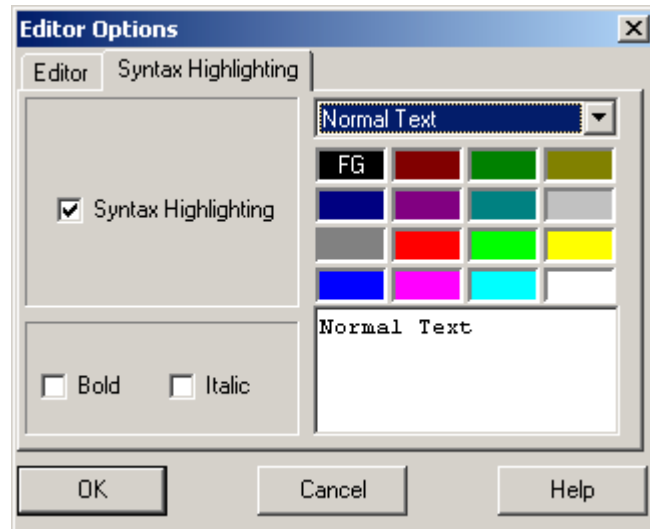 Editor Options
Editor Syntax Highlighting
Normal Text
FG
Syntax Highlighting
Normal Text
Bold Italic
OK Cancel Help